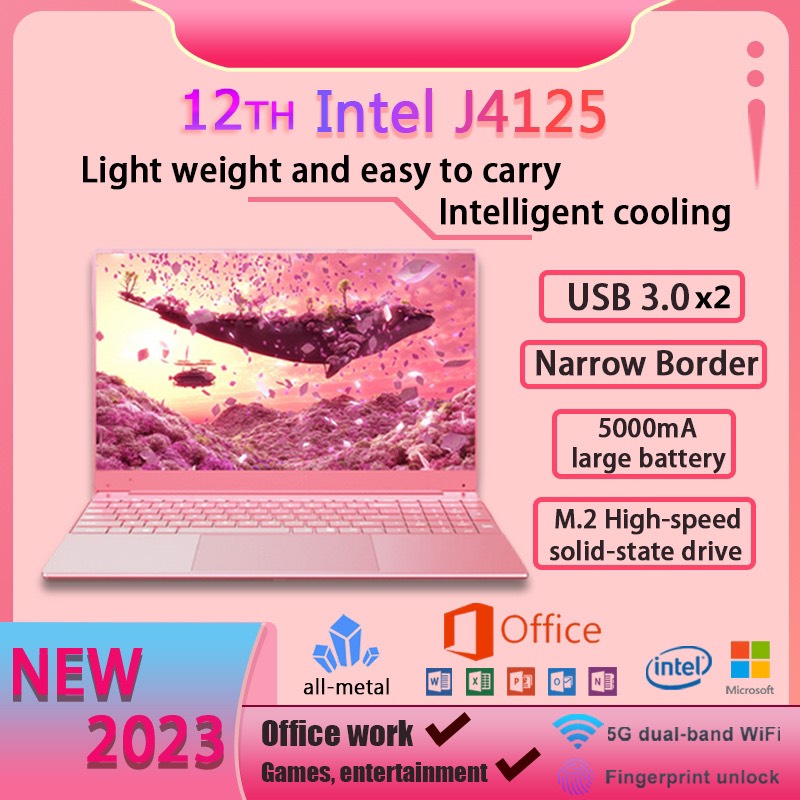 12TH Intel J4125
Light weight and easy to carry
Intelligent cooling
USB 3.0 x2
Narrow Border
5000mA
large battery
M.2 High-speed
solid-state drive
all-metal
Office
W X P O N
intel
Microsoft
NEW
2023
Office work
Games, entertainment
5G dual-band WiFi
Fingerprint unlock